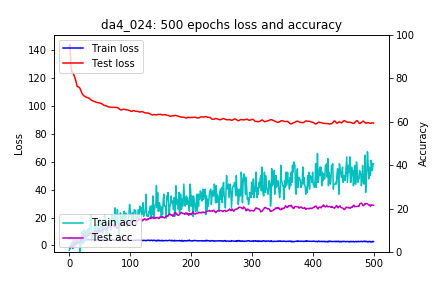 da4_024: 500 epochs loss and accuracy
Train loss
Test loss
Train acc
Test acc
Loss
Accuracy
140
120
100
80
60
40
20
0
100
80
60
40
20
0
0
100
200
300
400
500